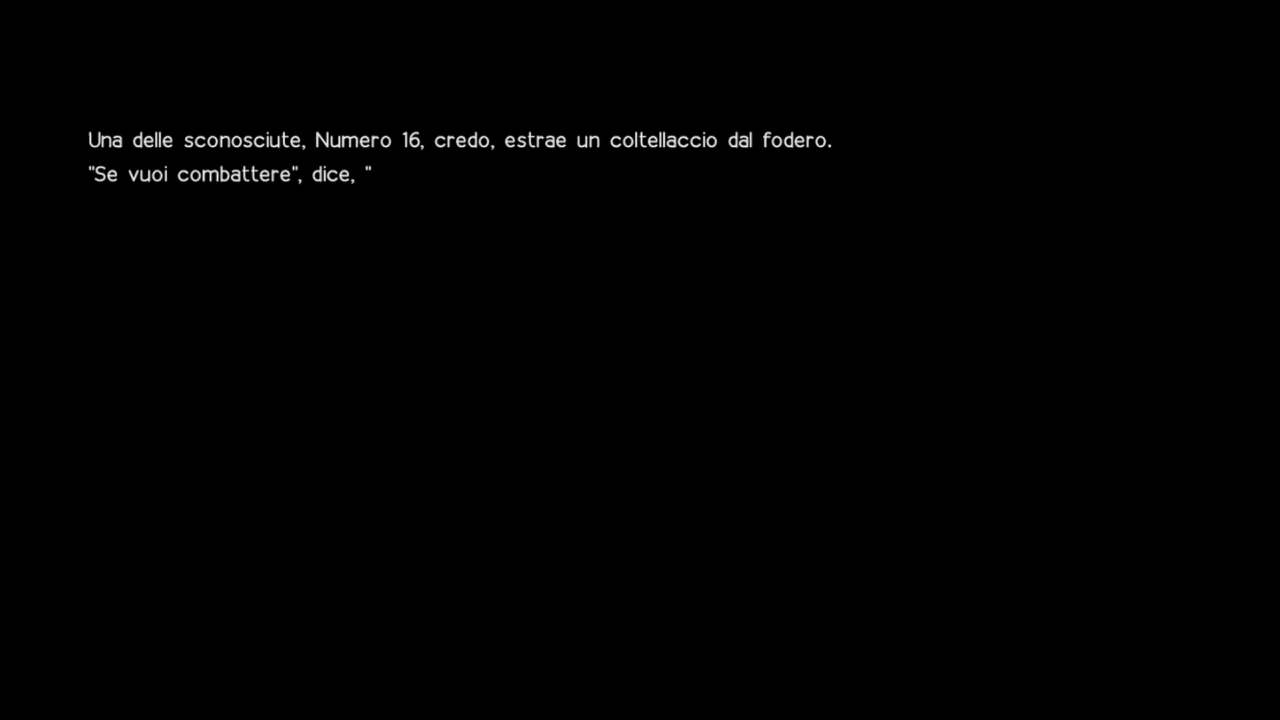 Una delle sconosciute, Numero 16, credo, estrae un coltellaccio dal fodero.
"Se vuoi combattere", dice, "